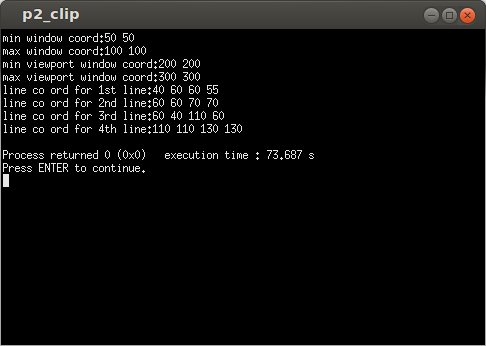 p2_clip
min window coord:50 50
max window coord:100 100
min viewport window coord:200 200
max viewport window coord:300 300
line co ord for 1st line:40 60 60 55
line co ord for 2nd line:60 60 70 70
line co ord for 3rd line:60 40 110 60
line co ord for 4th line:110 110 130 130
Process returned 0 (0x0)   execution time : 73.687 s
Press ENTER to continue.